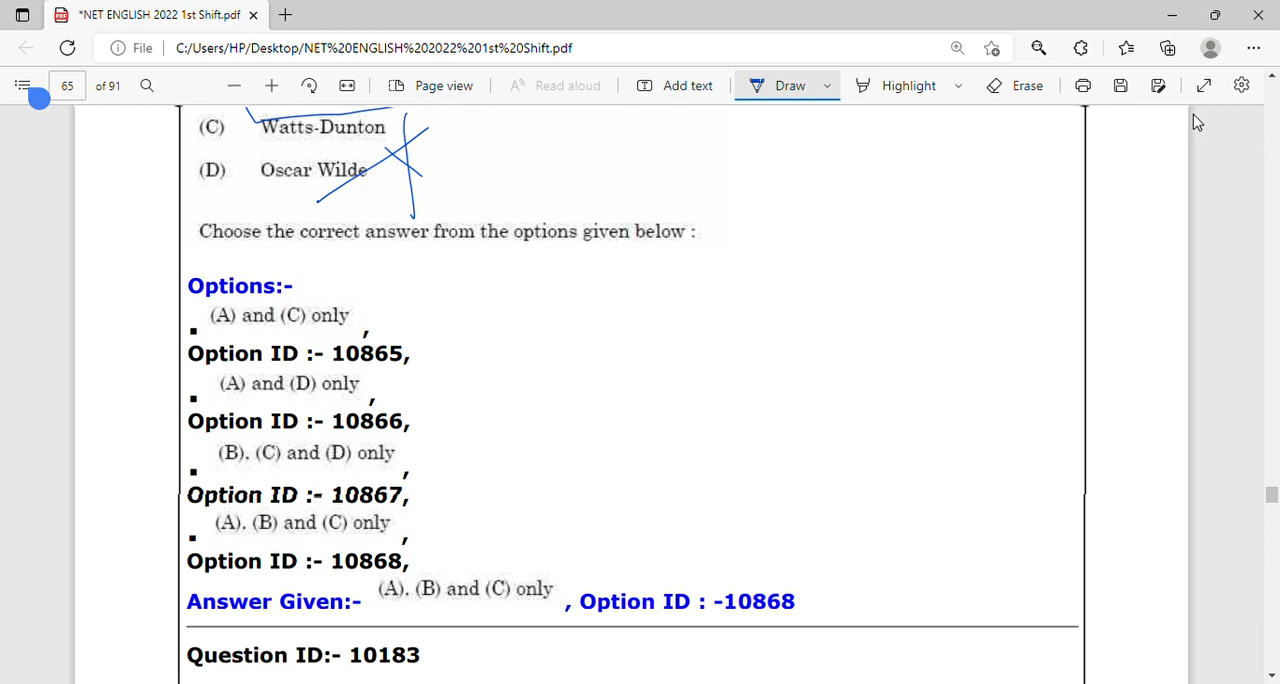 *NET ENGLISH 2022 1st Shift.pdf
File C:/Users/HP/Desktop/NET%20ENGLISH%202022%201st%20Shift.pdf
65 of 91 Page view Read aloud Add text Draw Highlight Erase
(C) Watts-Dunton
(D) Oscar Wilde
Choose the correct answer from the options given below :
Options:-
(A) and (C) only ,
Option ID :- 10865,
(A) and (D) only ,
Option ID :- 10866,
(B). (C) and (D) only ,
Option ID :- 10867,
(A). (B) and (C) only ,
Option ID :- 10868,
Answer Given:- (A). (B) and (C) only , Option ID : -10868
Question ID:- 10183